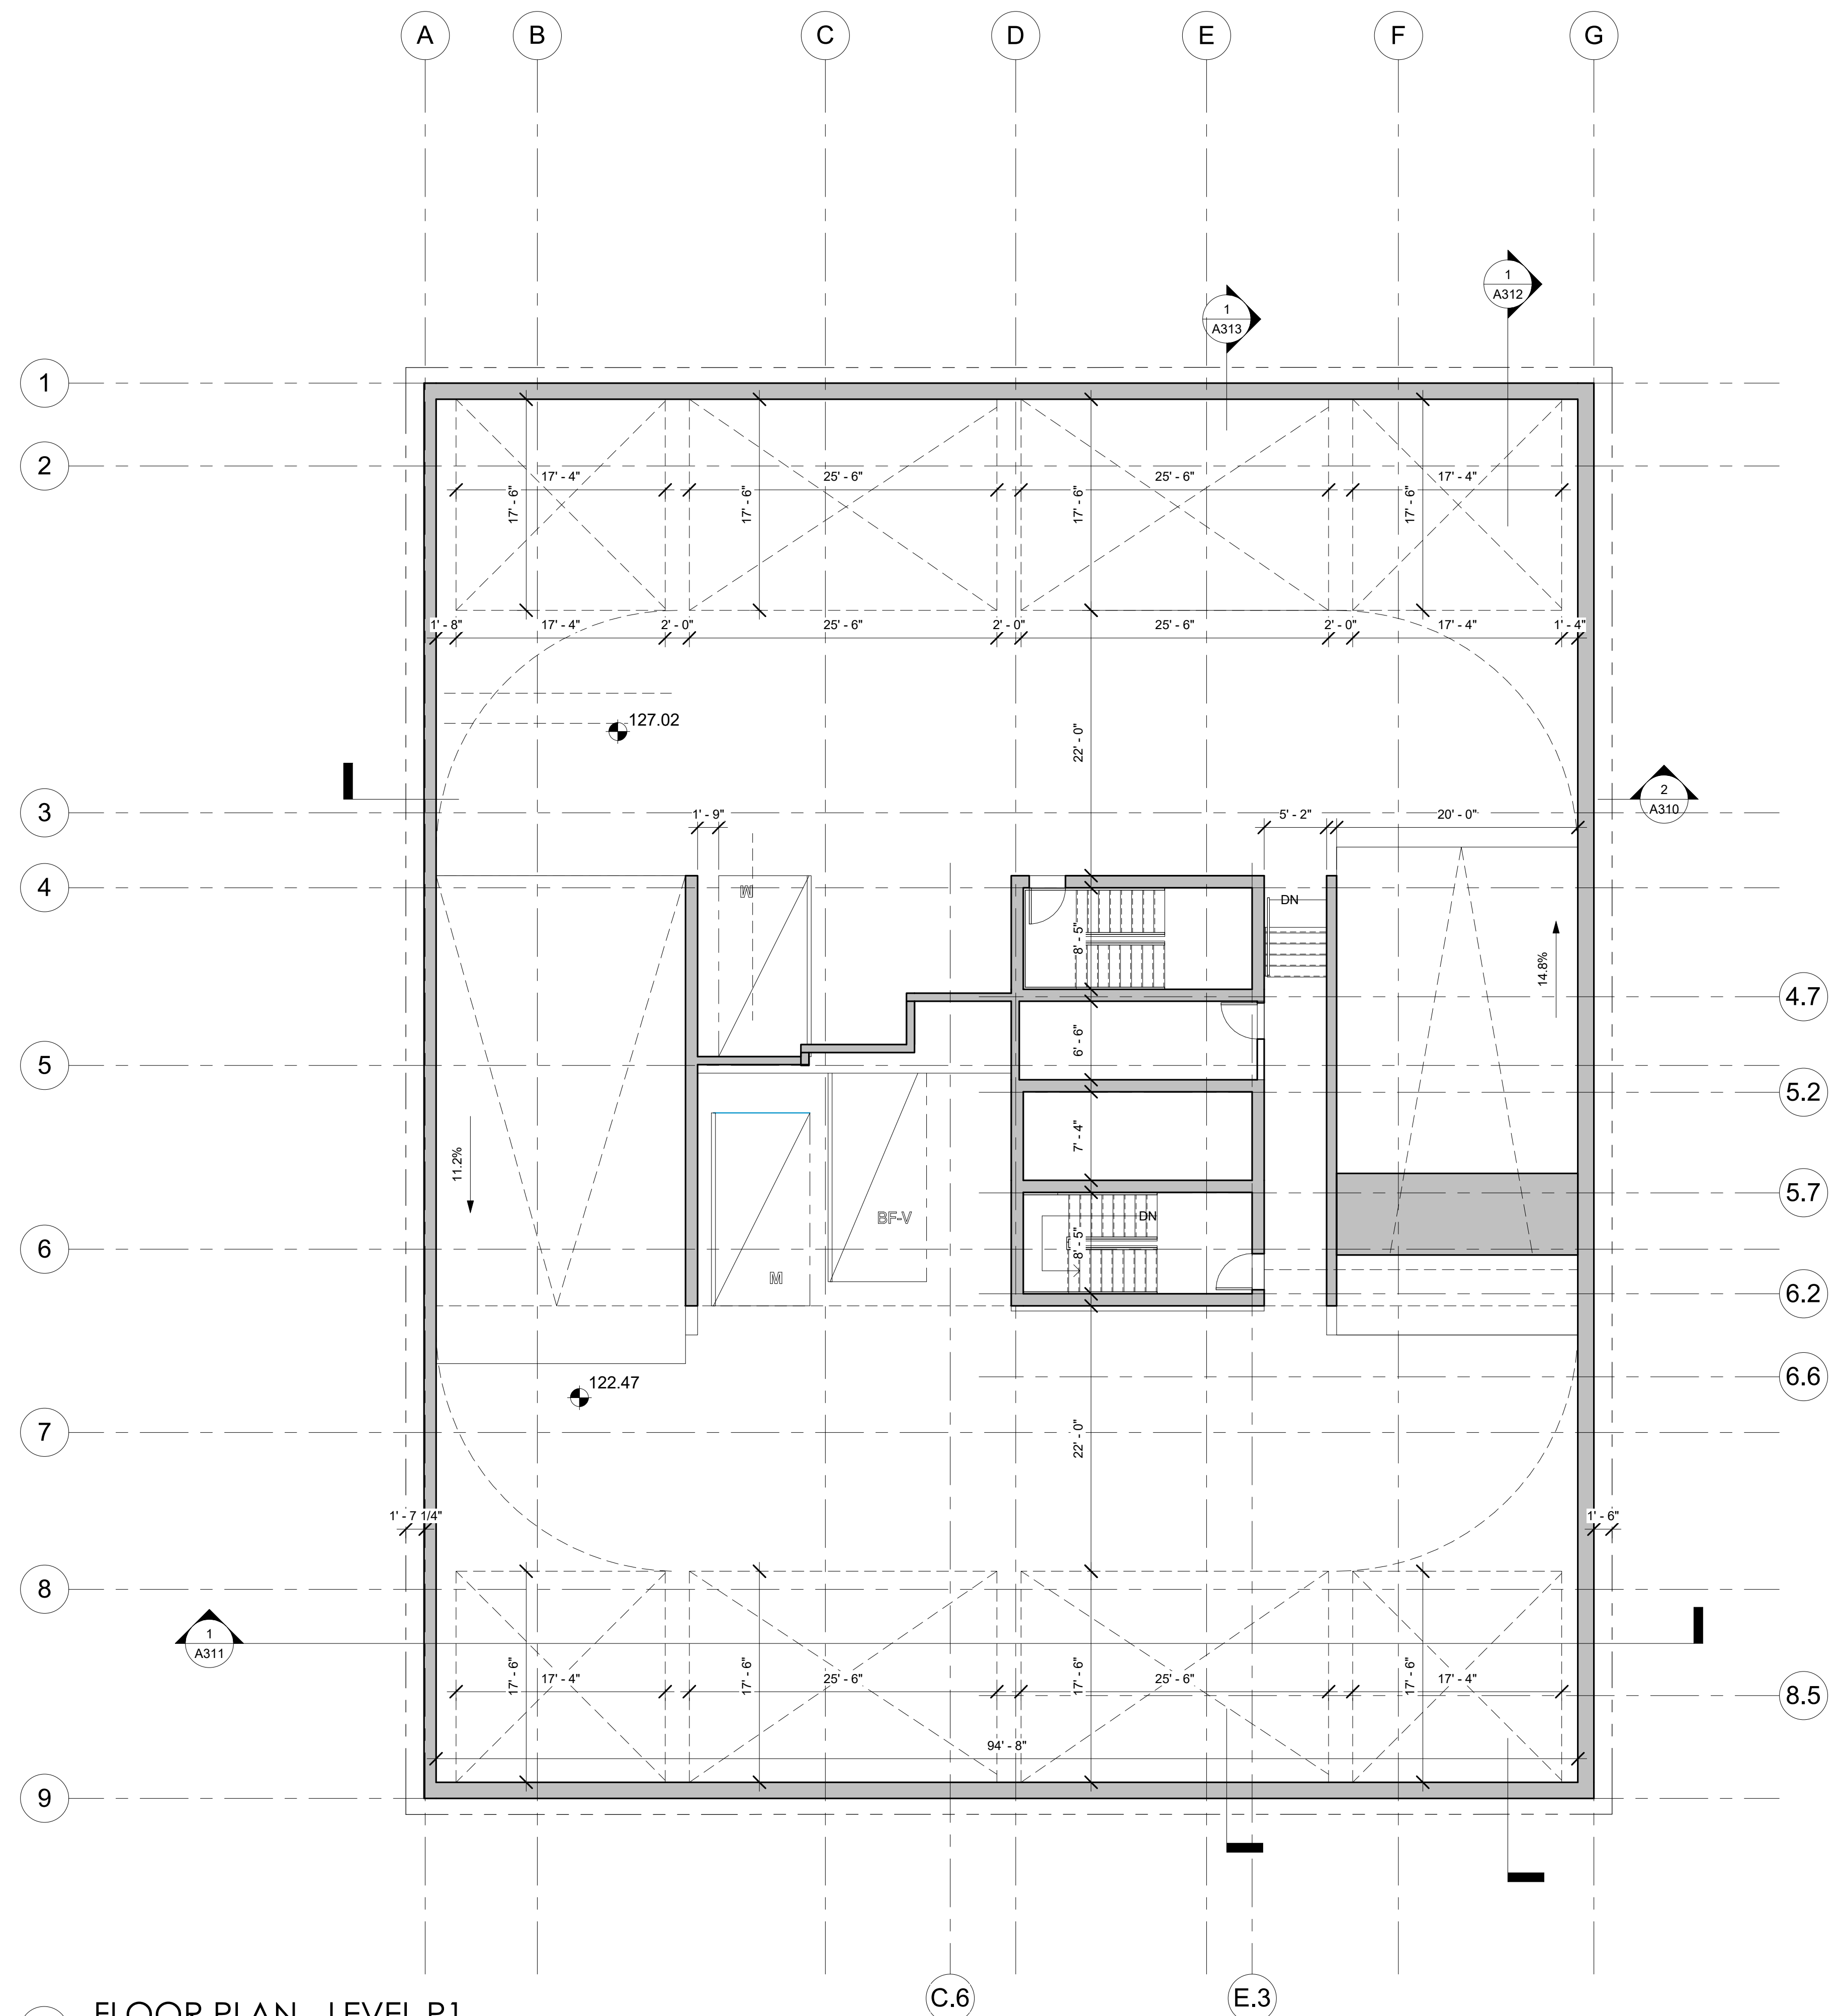 A B C D E F G
1
A312
1
A313
1
2
17' - 4" 25' - 6" 25' - 6" 17' - 4"
17' - 6" 17' - 6" 17' - 6" 17' - 6"
1' - 8" 17' - 4" 2' - 0" 25' - 6" 2' - 0" 25' - 6" 2' - 0" 17' - 4" 1' - 4"
127.02
22' - 0"
2
A310
3
1' - 9" 5' - 2" 20' - 0"
4
M
DN
8' - 5"
14.8%
4.7
6' - 6"
5
5.2
7' - 4"
11.2%
5.7
BF-V
DN
8' - 5"
6
M
6.2
6.6
122.47
22' - 0"
7
1' - 7 1/4" 1' - 6"
8
1
A311
17' - 6" 17' - 6" 17' - 6" 17' - 6"
17' - 4" 25' - 6" 25' - 6" 17' - 4"
8.5
94' - 8"
9
C.6 E.3
FLOOR PLAN - LEVEL P1